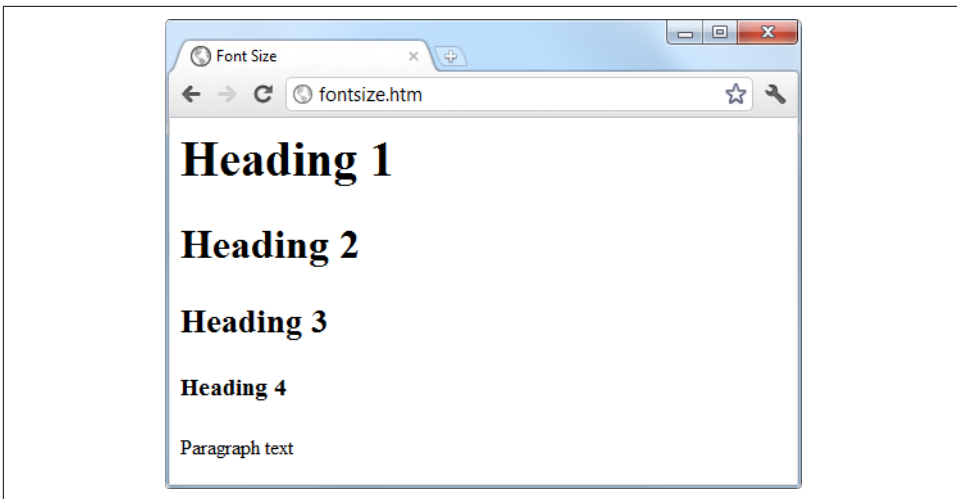 Font Size
fontsize.htm
Heading 1
Heading 2
Heading 3
Heading 4
Paragraph text